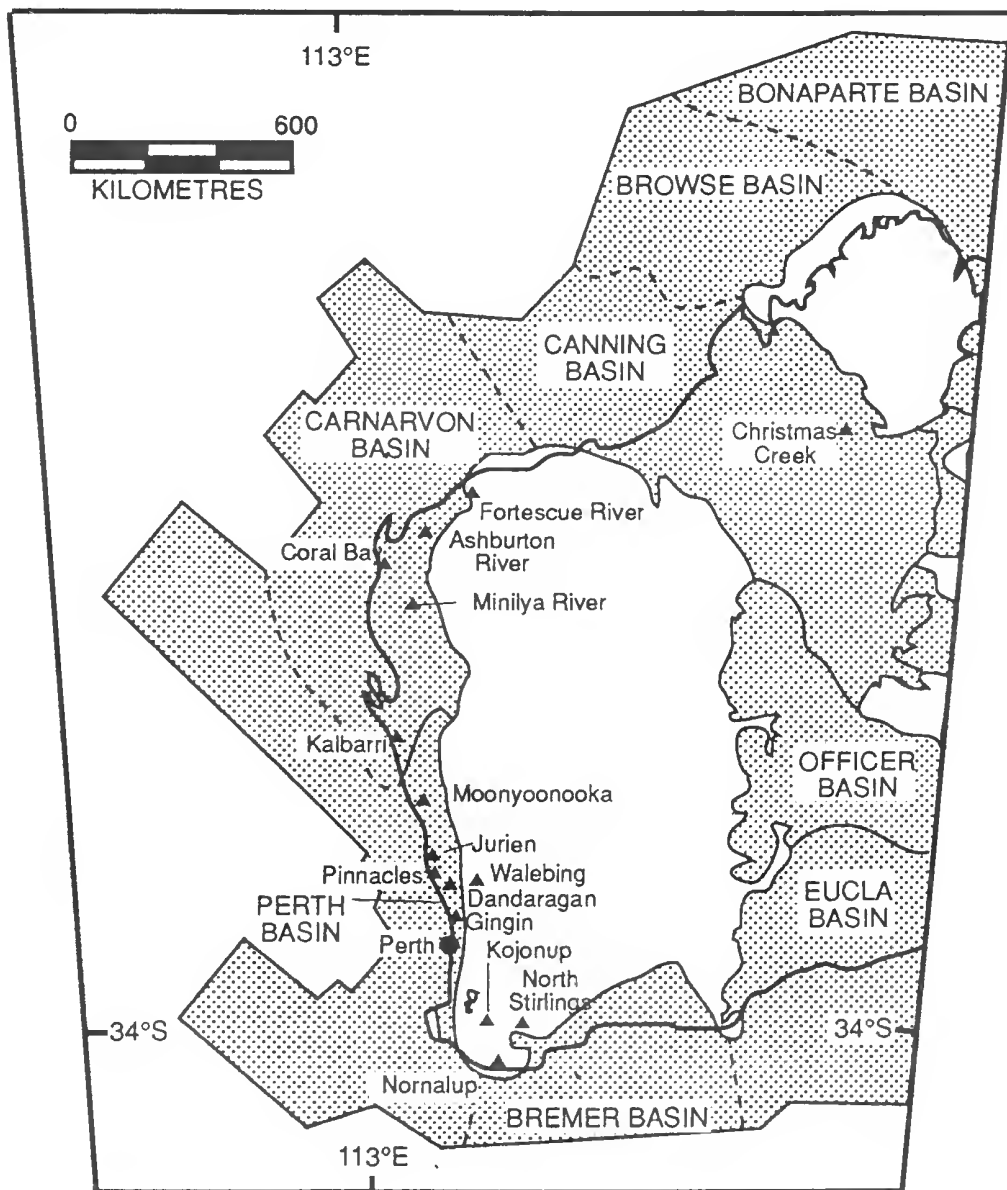 113°E
BONAPARTE BASIN
0 600
KILOMETRES
BROWSE BASIN
CANNING
BASIN
CARNARVON
BASIN
Christmas
Creek
Fortescue River
Ashburton
River
Coral Ba
Minilya River
Kalbarri
OFFICER
BASIN
Moonyoonooka
Jurien
Pinnacles
Walebing
Dandaragan
EUCLA
BASIN
PERTH
BASIN
Gingin
Perth
Kojonup
North
Stirlings
34°S
34°S
Nornalup
BREMER BASIN
113°E